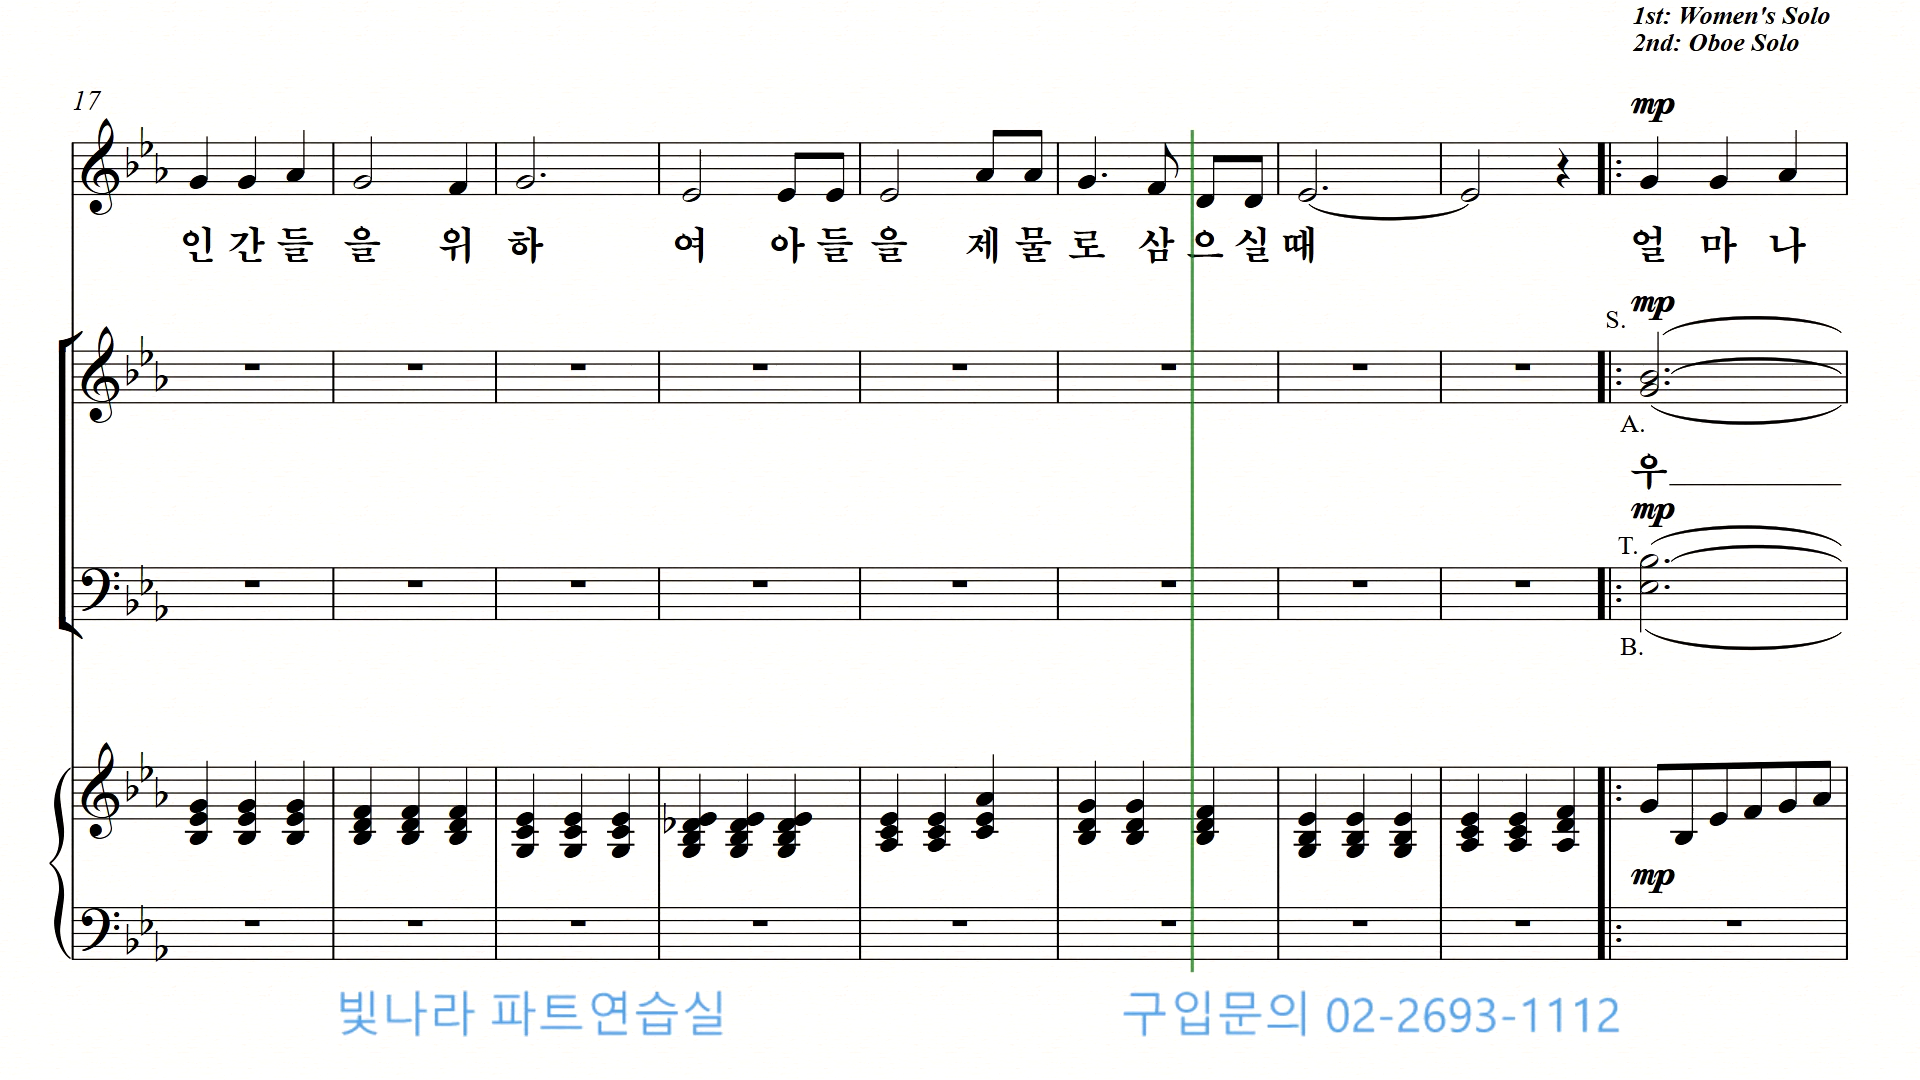 1st: Women's Solo
2nd: Oboe Solo
17
mp
인 간 들 을 위 하 여 아 들 을 제 물 로 삼 으 실 때 얼 마 나
mp
S.
A.
우
mp
T.
B.
mp
빛나라 파트연습실 구입문의 02-2693-1112